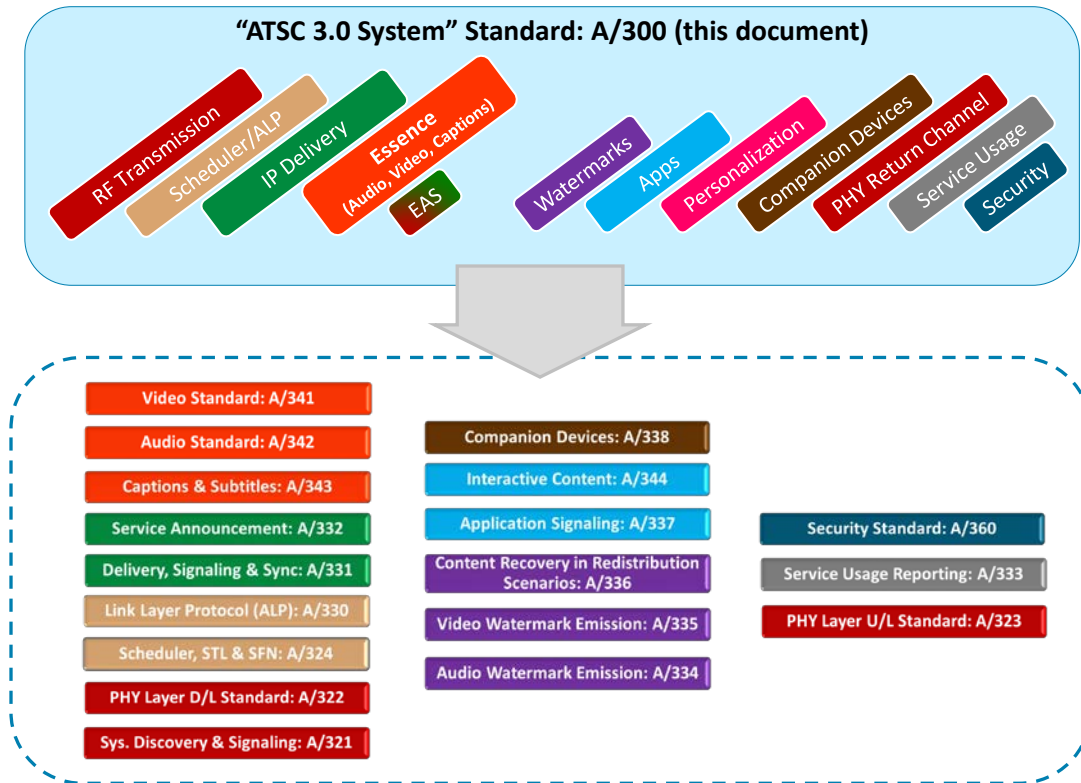 “ATSC 3.0 System” Standard: A/300 (this document)
RF Transmission
Scheduler/ALP
IP Delivery
Essence
(Audio, Video, Captions)
EAS
Watermarks
Apps
Personalization
Companion Devices
PHY Return Channel
Service Usage
Security
Video Standard: A/341
Audio Standard: A/342
Captions & Subtitles: A/343
Service Announcement: A/332
Delivery, Signaling & Sync: A/331
Link Layer Protocol (ALP): A/330
Scheduler, STL & SFN: A/324
PHY Layer D/L Standard: A/322
Sys. Discovery & Signaling: A/321
Companion Devices: A/338
Interactive Content: A/344
Application Signaling: A/337
Content Recovery in Redistribution
Scenarios: A/336
Video Watermark Emission: A/335
Audio Watermark Emission: A/334
Security Standard: A/360
Service Usage Reporting: A/333
PHY Layer U/L Standard: A/323